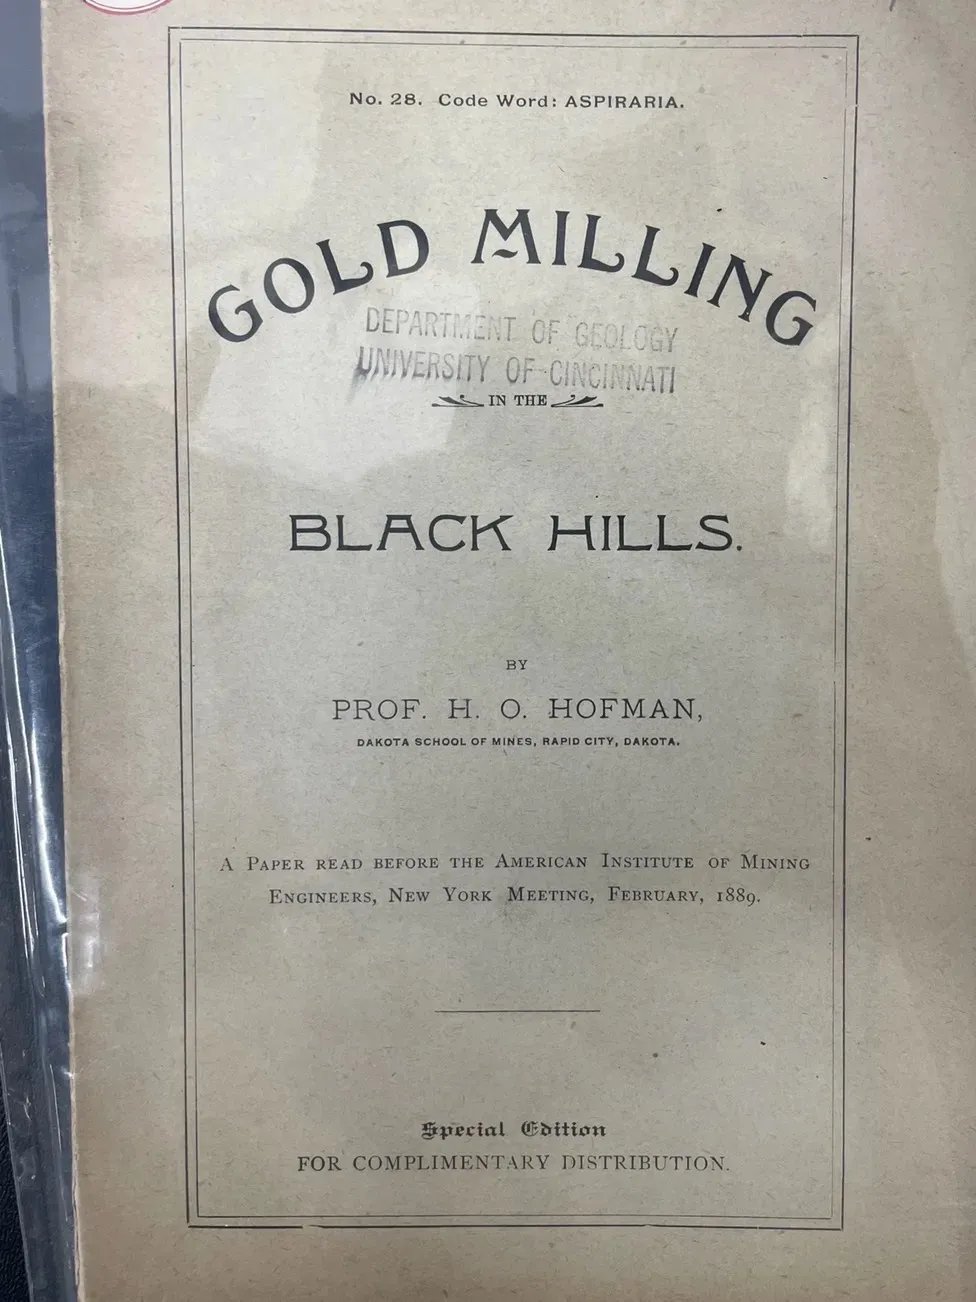 No. 28. Code Word: ASPIRARIA.
GOLD MILLING
DEPARTMENT OF GEOLOGY
UNIVERSITY OF CINCINNATI
IN THE
BLACK HILLS.
BY
PROF. H. O. HOFMAN,
DAKOTA SCHOOL OF MINES, RAPID CITY, DAKOTA.
A PAPER READ BEFORE THE AMERICAN INSTITUTE OF MINING
ENGINEERS, NEW YORK MEETING, FEBRUARY, 1889.
Special Edition
FOR COMPLIMENTARY DISTRIBUTION.